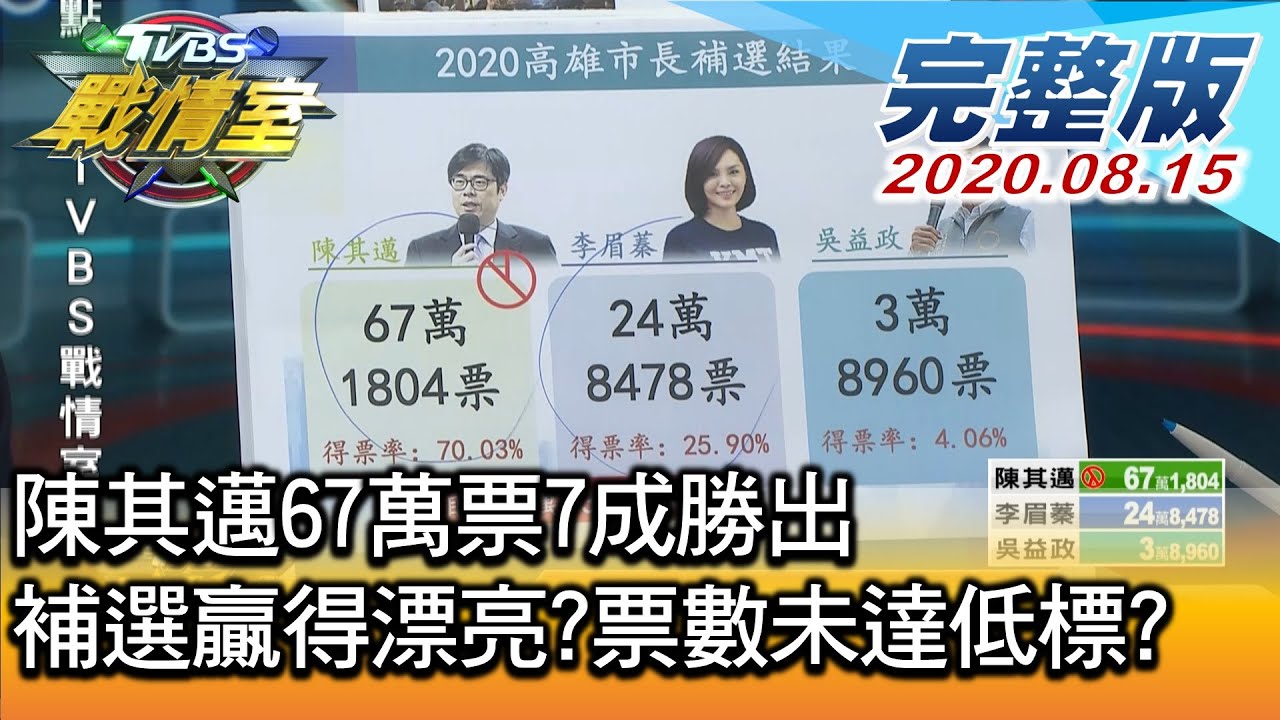 TVBS
戰情室
完整版
2020.08.15
點
TVBS戰情室
2020高雄市長補選結果
陳其邁
67萬
1804票
得票率：70.03%
李眉蓁
24萬
8478票
得票率：25.90%
吳益政
3萬
8960票
得票率：4.06%
陳其邁 67萬1,804
李眉蓁 24萬8,478
吳益政 3萬8,960
陳其邁67萬票7成勝出
補選贏得漂亮?票數未達低標?